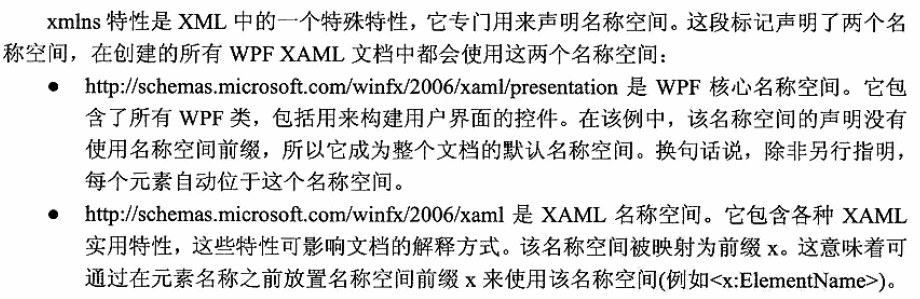 xmlns 特性是 XML 中的一个特殊特性，它专门用来声明名称空间。这段标记声明了两个名
称空间，在创建的所有 WPF XAML 文档中都会使用这两个名称空间：
● http://schemas.microsoft.com/winfx/2006/xaml/presentation 是 WPF 核心名称空间。它包
含了所有 WPF 类，包括用来构建用户界面的控件。在该例中，该名称空间的声明没有
使用名称空间前缀，所以它成为整个文档的默认名称空间。换句话说，除非另行指明，
每个元素自动位于这个名称空间。
● http://schemas.microsoft.com/winfx/2006/xaml 是 XAML 名称空间。它包含各种 XAML
实用特性，这些特性可影响文档的解释方式。该名称空间被映射为前缀 x。这意味着可
通过在元素名称之前放置名称空间前缀 x 来使用该名称空间(例如<x:ElementName>)。